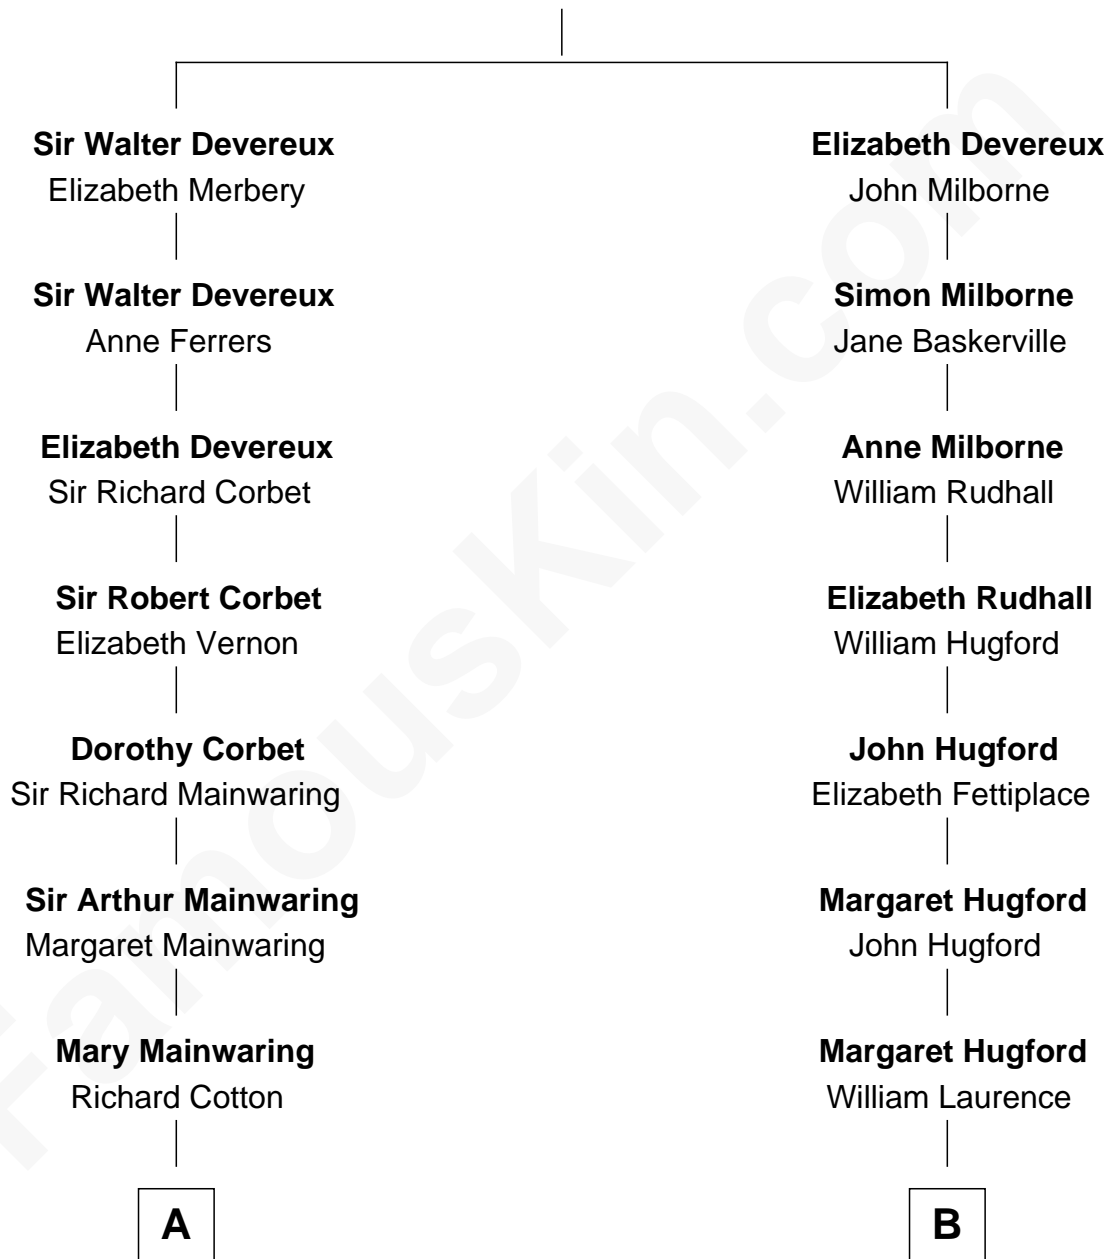 Sir Walter Devereux
Elizabeth Merbery
Sir Walter Devereux
Anne Ferrers
Elizabeth Devereux
Sir Richard Corbet
Sir Robert Corbet
Elizabeth Vernon
Dorothy Corbet
Sir Richard Mainwaring
Sir Arthur Mainwaring
Margaret Mainwaring
Mary Mainwaring
Richard Cotton
A
Elizabeth Devereux
John Milborne
Simon Milborne
Jane Baskerville
Anne Milborne
William Rudhall
Elizabeth Rudhall
William Hugford
John Hugford
Elizabeth Fettiplace
Margaret Hugford
John Hugford
Margaret Hugford
William Laurence
B
FamousKin.com